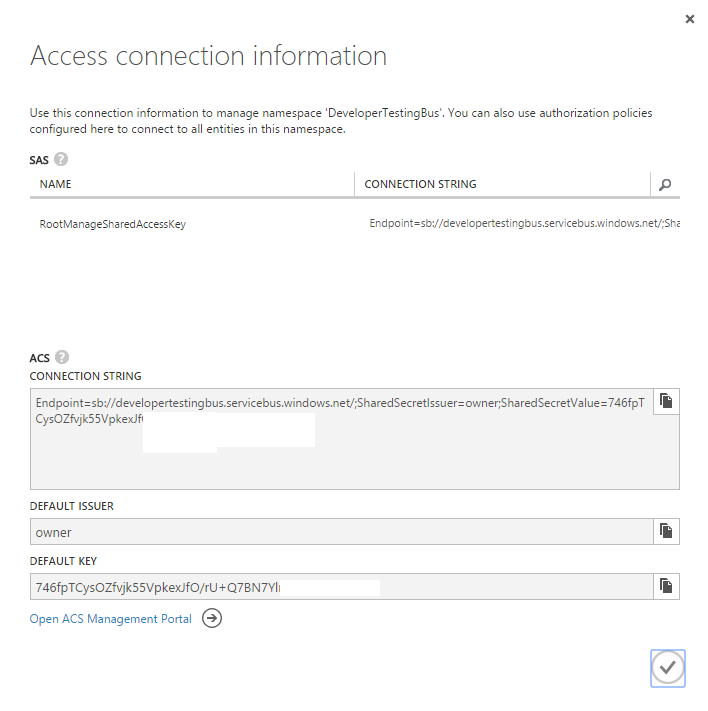 Access connection information
Use this connection information to manage namespace 'DeveloperTestingBus'. You can also use authorization policies
configured here to connect to all entities in this namespace.
SAS ?
NAME CONNECTION STRING
RootManageSharedAccessKey Endpoint=sb://developertestingbus.servicebus.windows.net/;Sha
ACS ?
CONNECTION STRING
Endpoint=sb://developertestingbus.servicebus.windows.net/;SharedSecretIssuer=owner;SharedSecretValue=746fpT
CysOZfvjk55VpkexJf
DEFAULT ISSUER
owner
DEFAULT KEY
746fpTCysOZfvjk55VpkexJfO/rU+Q7BN7Yl
Open ACS Management Portal